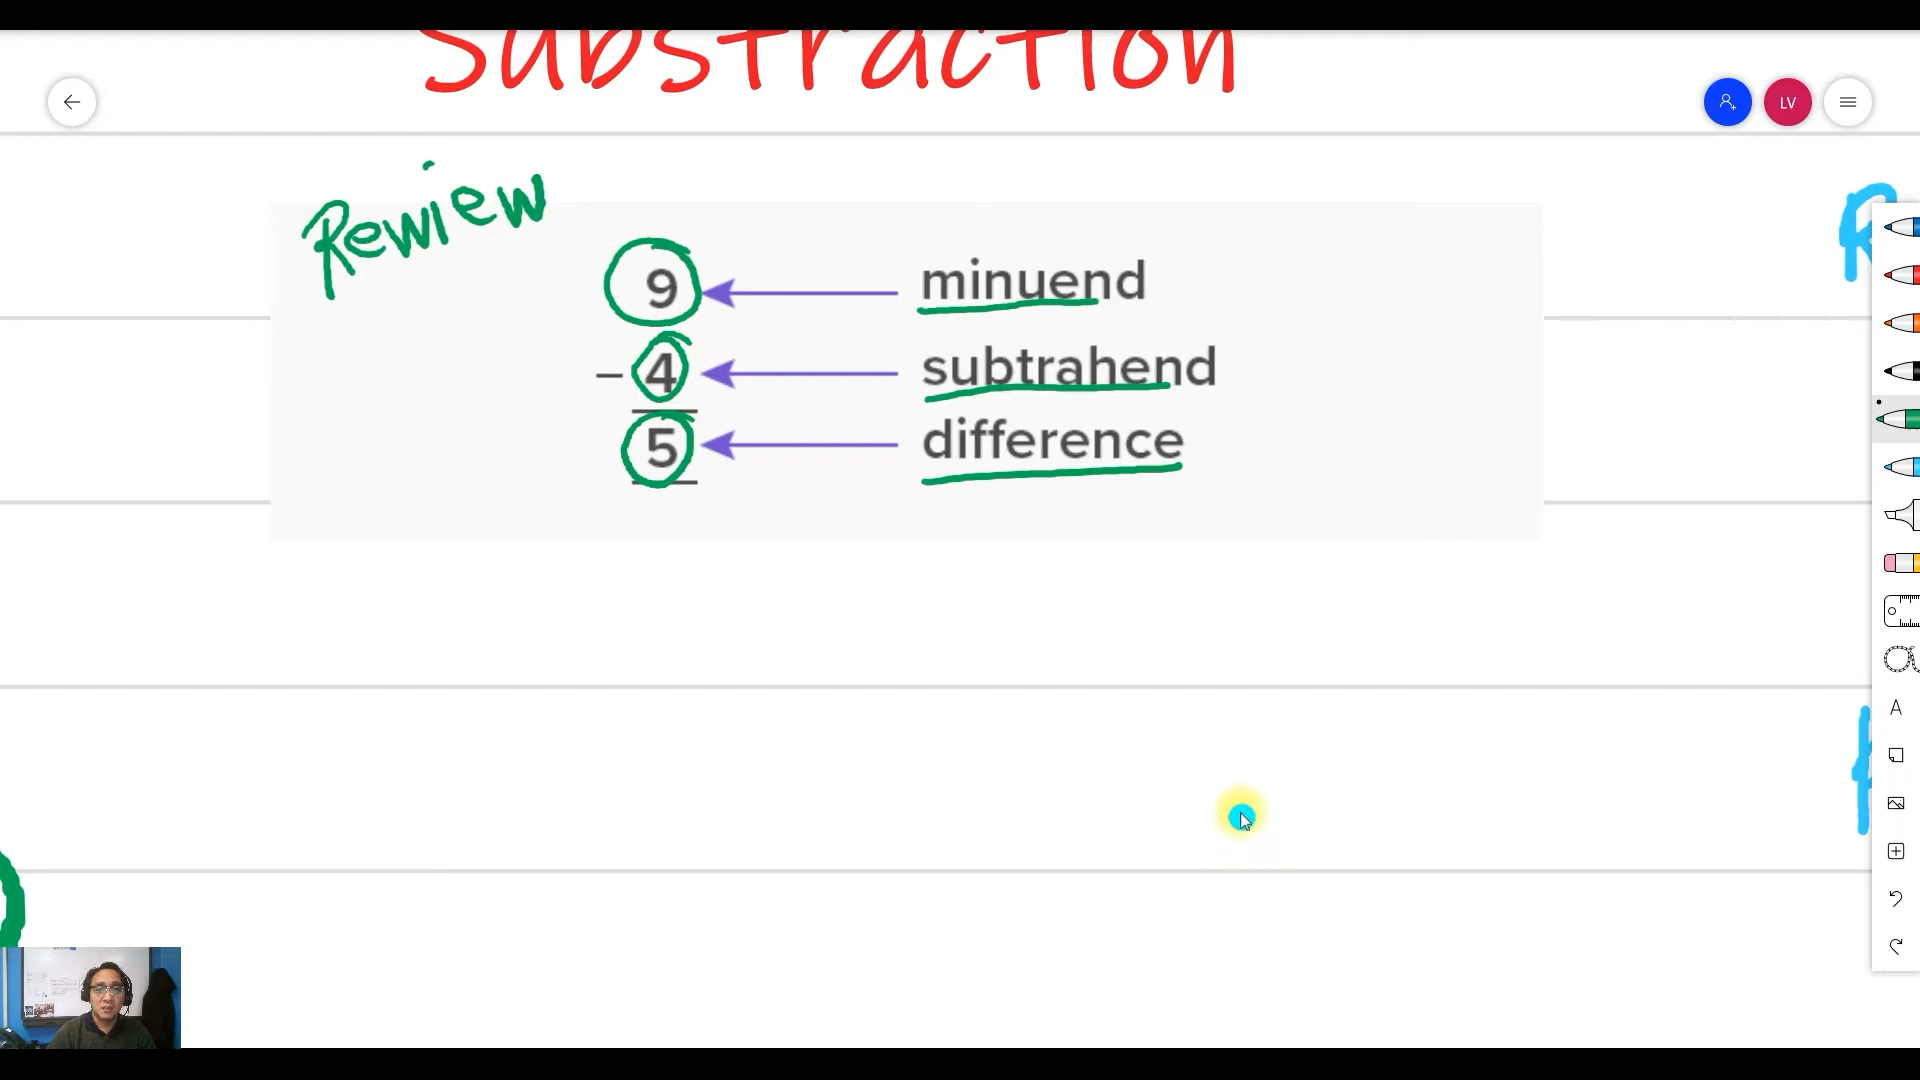 Substraction
LV
Rewiew
9 minuend
– 4 subtrahend
5 difference
A